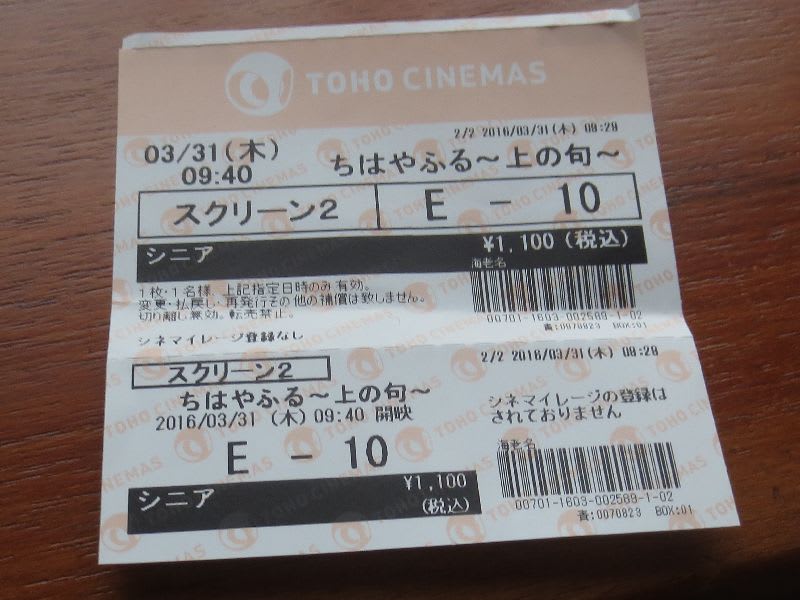 TOHO CINEMAS
2/2 2016/03/31(木) 09:29
03/31(木)
09:40
ちはやふる～上の句～
スクリーン2
E - 10
シニア
¥1,100(税込)
海老名
1枚・1名様、上記指定日時のみ有効。
変更・払戻し・再発行その他の補償は致しません。
切り離し無効。転売禁止。
シネマイレージ登録なし
00701-1603-002589-1-02
青:0070823 BOX:01
スクリーン2
2/2 2016/03/31(木) 09:29
ちはやふる～上の句～
2016/03/31 (木) 09:40 開映
E - 10
シネマイレージの登録は
されておりません
シニア
¥1,100
(税込)
海老名
00701-1603-002589-1-02
青:0070823 BOX:01